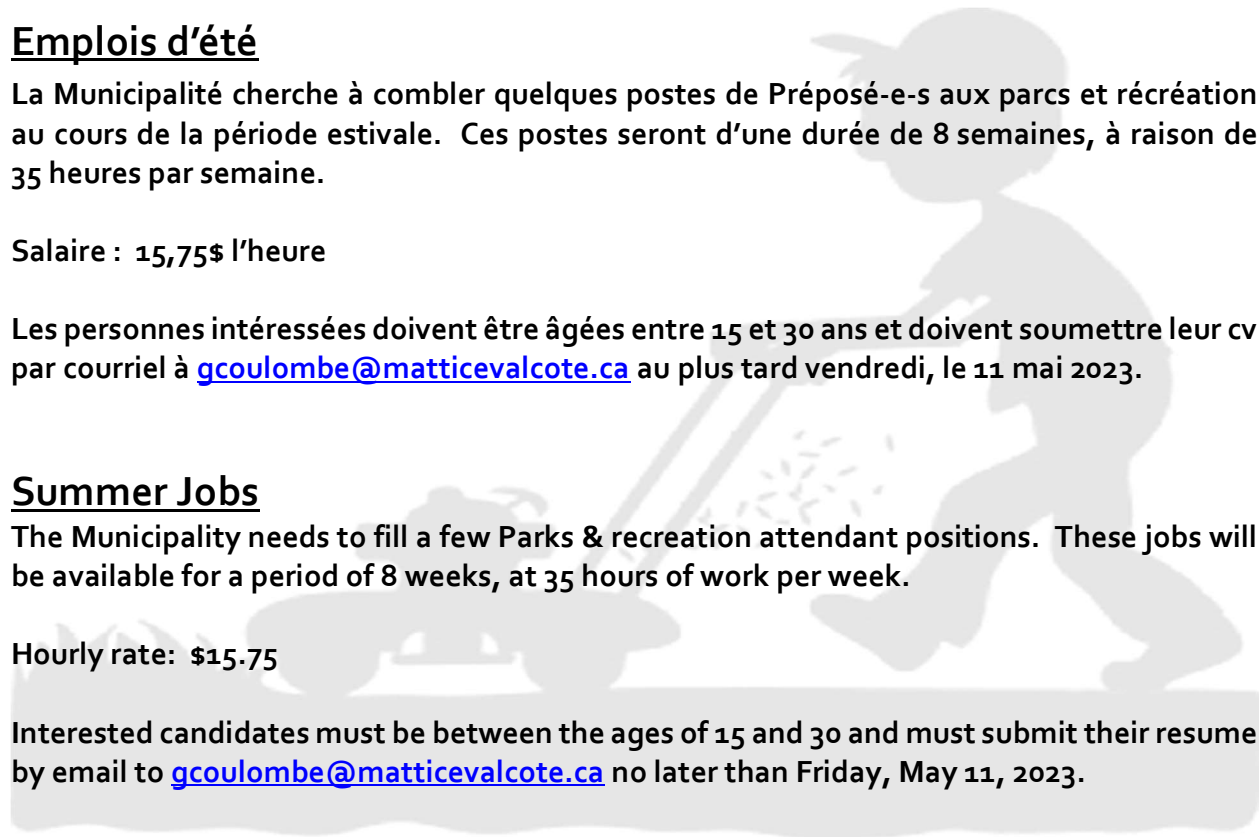 Emplois d’été
La Municipalité cherche à combler quelques postes de Préposé-e-s aux parcs et récréation
au cours de la période estivale.  Ces postes seront d’une durée de 8 semaines, à raison de
35 heures par semaine.
Salaire :  15,75$ l’heure
Les personnes intéressées doivent être âgées entre 15 et 30 ans et doivent soumettre leur cv
par courriel à gcoulombe@matticevalcote.ca au plus tard vendredi, le 11 mai 2023.
Summer Jobs
The Municipality needs to fill a few Parks & recreation attendant positions.  These jobs will
be available for a period of 8 weeks, at 35 hours of work per week.
Hourly rate:  $15.75
Interested candidates must be between the ages of 15 and 30 and must submit their resume
by email to gcoulombe@matticevalcote.ca no later than Friday, May 11, 2023.